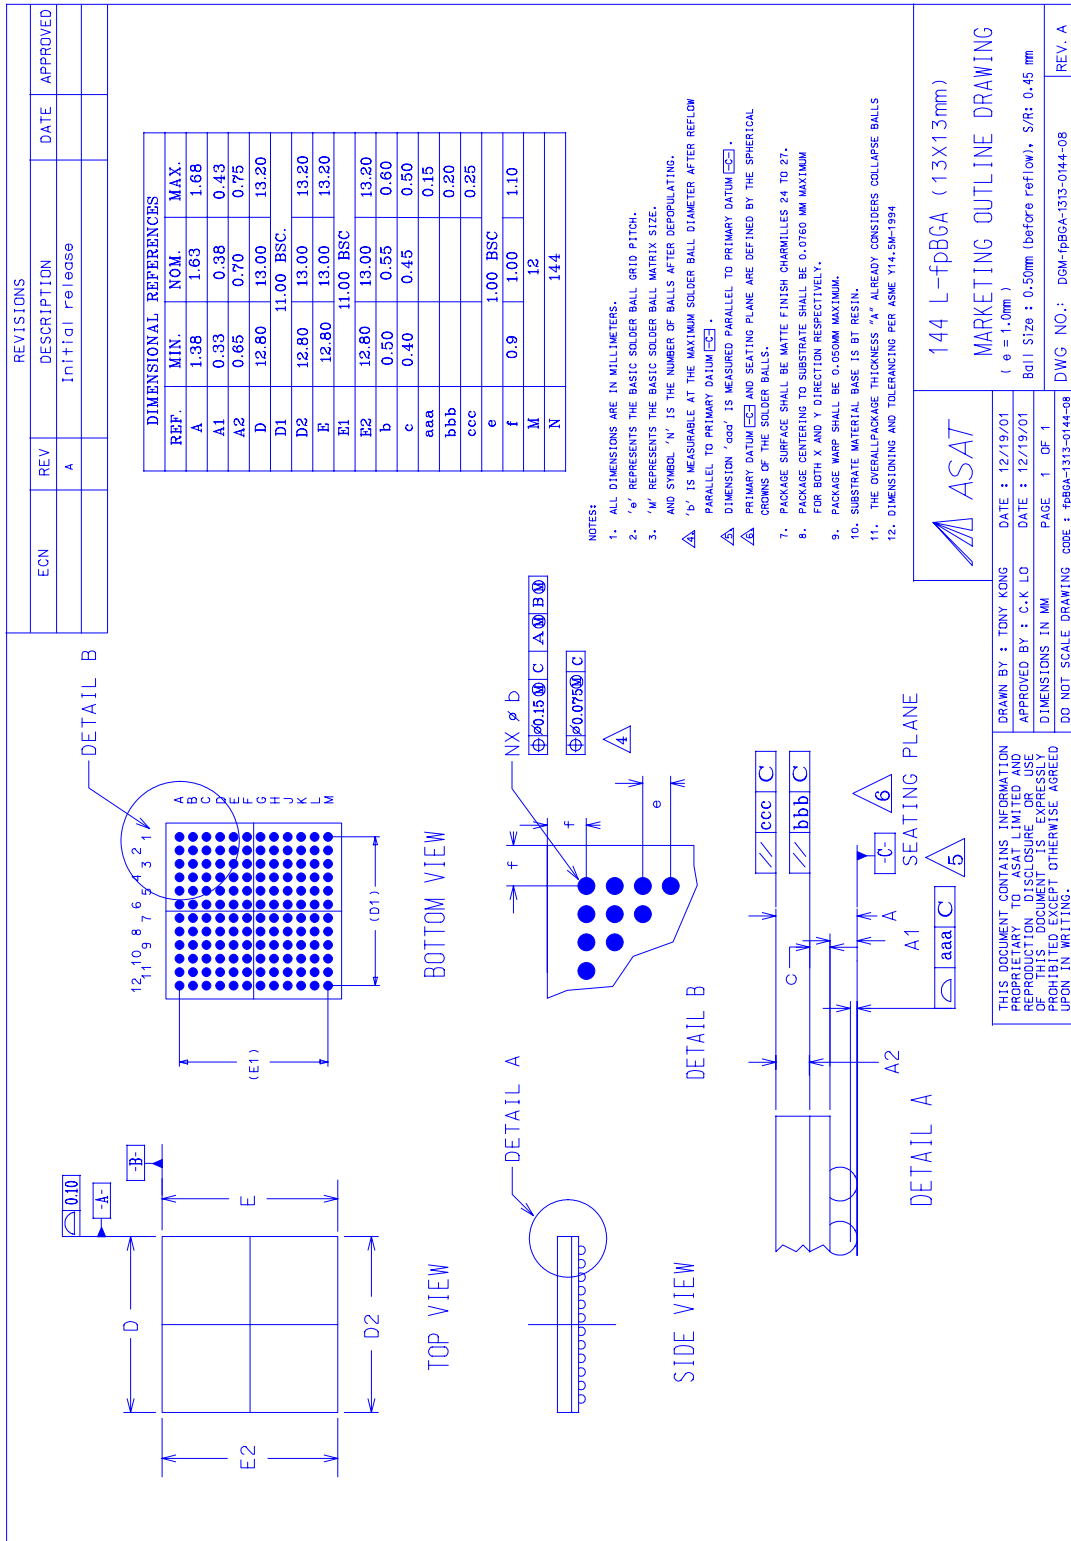 REVISIONS
ECN REV DESCRIPTION DATE APPROVED
A Initial release
DIMENSIONAL REFERENCES
REF. MIN. NOM. MAX.
A 1.38 1.63 1.88
A1 0.33 0.38 0.43
A2 0.65 0.70 0.75
D 12.80 13.00 13.20
D1 11.00 BSC.
D2 12.80 13.00 13.20
E 12.80 13.00 13.20
E1 11.00 BSC
E2 12.80 13.00 13.20
b 0.50 0.55 0.60
c 0.40 0.45 0.50
aaa 0.15
bbb 0.20
ccc 0.25
e 1.00 BSC
f 0.9 1.00 1.10
M 12
N 144
NOTES:
1. ALL DIMENSIONS ARE IN MILLIMETERS.
2. 'e' REPRESENTS THE BASIC SOLDER BALL GRID PITCH.
3. 'M' REPRESENTS THE BASIC SOLDER BALL MATRIX SIZE.
AND SYMBOL 'N' IS THE NUMBER OF BALLS AFTER DEPOPULATING.
4. 'b' IS MEASURABLE AT THE MAXIMUM SOLDER BALL DIAMETER AFTER REFLOW
PARALLEL TO PRIMARY DAIUM -C- .
5. DIMENSION 'aaa' IS MEASURED PARALLEL TO PRIMARY DATUM -C- .
6. PRIMARY DATUM -C- AND SEATING PLANE ARE DEFINED BY THE SPHERICAL
CROWNS OF THE SOLDER BALLS.
7. PACKAGE SURFACE SHALL BE MATTE FINISH CHARMILLES 24 TO 27.
8. PACKAGE CENTERING TO SUBSTRATE SHALL BE 0.0760 MM MAXIMUM
FOR BOTH X AND Y DIRECTION RESPECTIVELY.
9. PACKAGE WARP SHALL BE 0.050MM MAXIMUM.
10. SUBSTRATE MATERIAL BASE IS BT RESIN.
11. THE OVERALLPACKAGE THICKNESS "A" ALREADY CONSIDERS COLLAPSE BALLS
12. DIMENSIONING AND TOLERANCING PER ASME Y14.5M-1994
0.10
-A-
-B-
D
E
D2
E2
TOP VIEW
12 11 10 9 8 7 6 5 4 3 2 1
A
B
C
D
E
F
G
H
J
K
L
M
DETAIL B
(E1)
(D1)
BOTTOM VIEW
DETAIL A
SIDE VIEW
NX ø b
⌖ ø0.15 Ⓜ C A Ⓜ B Ⓜ
⌖ ø0.075 Ⓜ C
4
f
f
e
DETAIL B
// ccc C
// bbb C
6
-C-
SEATING PLANE
5
aaa C
A
A1
C
A2
DETAIL A
THIS DOCUMENT CONTAINS INFORMATION
PROPRIETARY TO ASAT LIMITED AND
REPRODUCTION DISCLOSURE OR USE
OF THIS DOCUMENT IS EXPRESSLY
PROHIBITED EXCEPT OTHERWISE AGREED
UPON IN WRITING.
ASAT
DRAWN BY : TONY KONG DATE : 12/19/01
APPROVED BY : C.K LO DATE : 12/19/01
DIMENSIONS IN MM PAGE 1 OF 1
DO NOT SCALE DRAWING CODE : fpBGA-1313-0144-08
144 L-fpBGA (13X13mm)
MARKETING OUTLINE DRAWING
( e = 1.0mm )
Ball Size : 0.50mm (before reflow), S/R: 0.45 mm
DWG NO.: DGM-fpBGA-1313-0144-08 REV. A